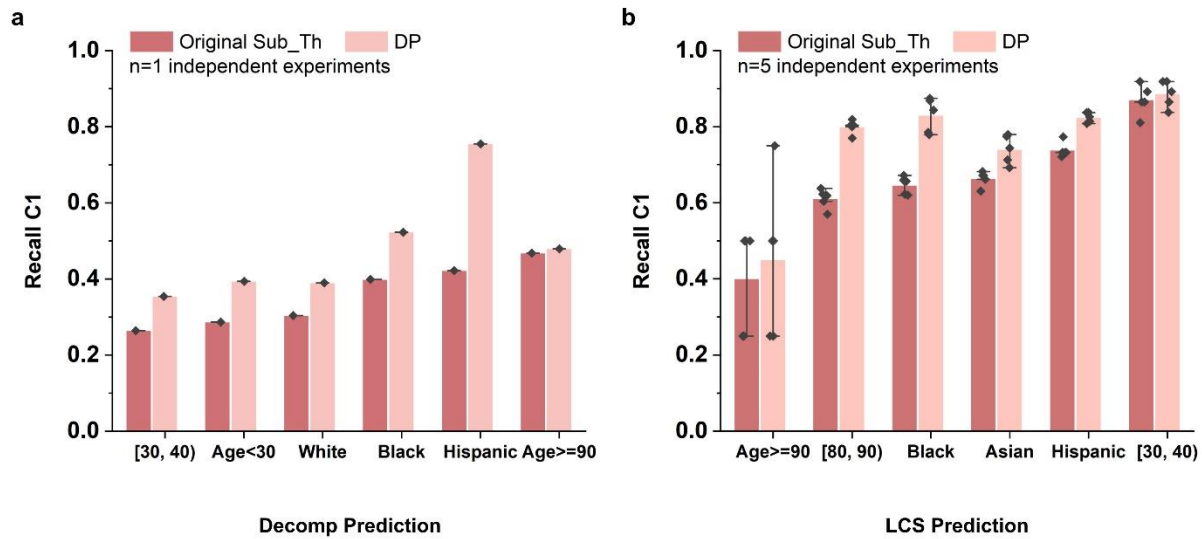 a
Original Sub_Th DP
n=1 independent experiments
1.0
0.8
0.6
0.4
0.2
0.0
Recall C1
[30, 40) Age<30 White Black Hispanic Age>=90
Decomp Prediction
b
Original Sub_Th DP
n=5 independent experiments
1.0
0.8
0.6
0.4
0.2
0.0
Recall C1
Age>=90 [80, 90) Black Asian Hispanic [30, 40)
LCS Prediction